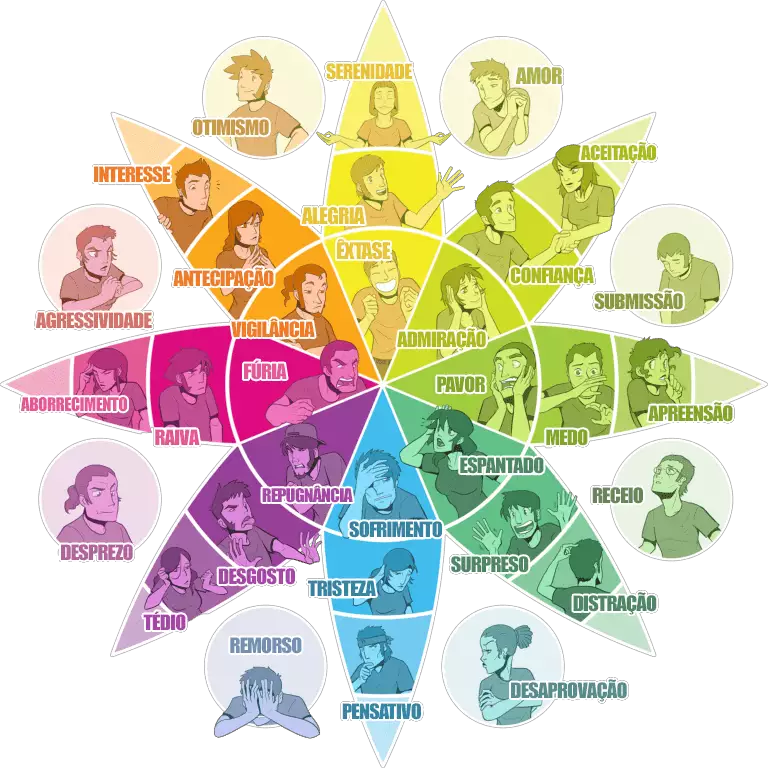 SERENIDADE
AMOR
OTIMISMO
ACEITAÇÃO
INTERESSE
ALEGRIA
ÊXTASE
CONFIANÇA
ANTECIPAÇÃO
SUBMISSÃO
AGRESSIVIDADE
VIGILÂNCIA
ADMIRAÇÃO
FÚRIA
PAVOR
ABORRECIMENTO
APREENSÃO
RAIVA
MEDO
ESPANTADO
REPUGNÂNCIA
RECEIO
SOFRIMENTO
DESPREZO
SURPRESO
DESGOSTO
TRISTEZA
DISTRAÇÃO
TÉDIO
REMORSO
DESAPROVAÇÃO
PENSATIVO